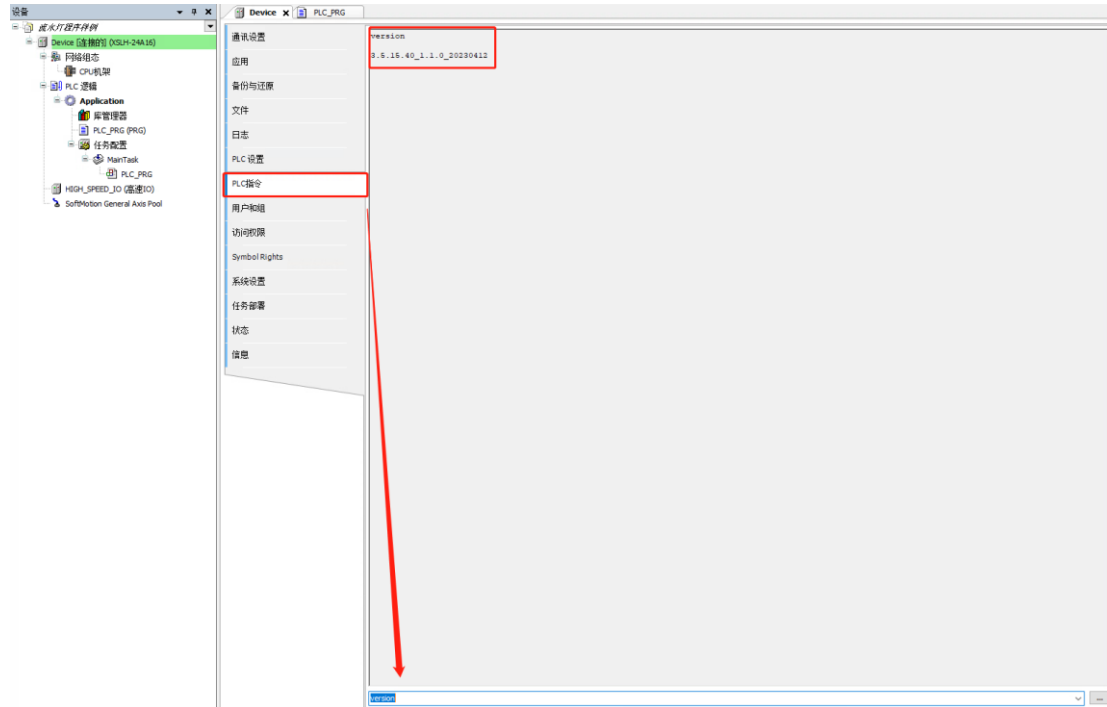 设备
流水灯程序样例
Device [连接的] (XSLH-24A16)
网络组态
CPU机架
PLC 逻辑
Application
库管理器
PLC_PRG (PRG)
任务配置
MainTask
PLC_PRG
HIGH_SPEED_IO (高速IO)
SoftMotion General Axis Pool
Device
PLC_PRG
通讯设置
应用
备份与还原
文件
日志
PLC 设置
PLC指令
用户和组
访问权限
Symbol Rights
系统设置
任务部署
状态
信息
version
3.5.15.40_1.1.0_20230412
version
...